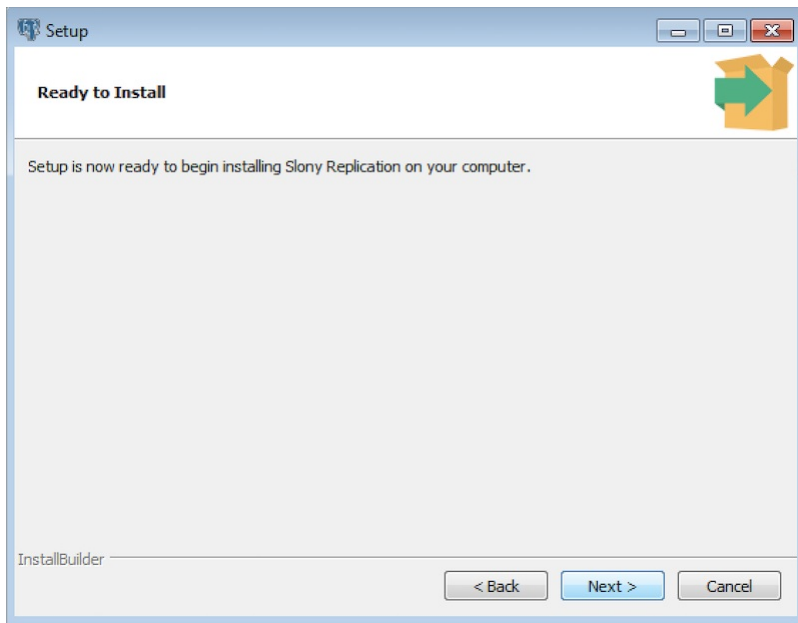 Setup
Ready to Install
Setup is now ready to begin installing Slony Replication on your computer.
InstallBuilder
< Back Next > Cancel